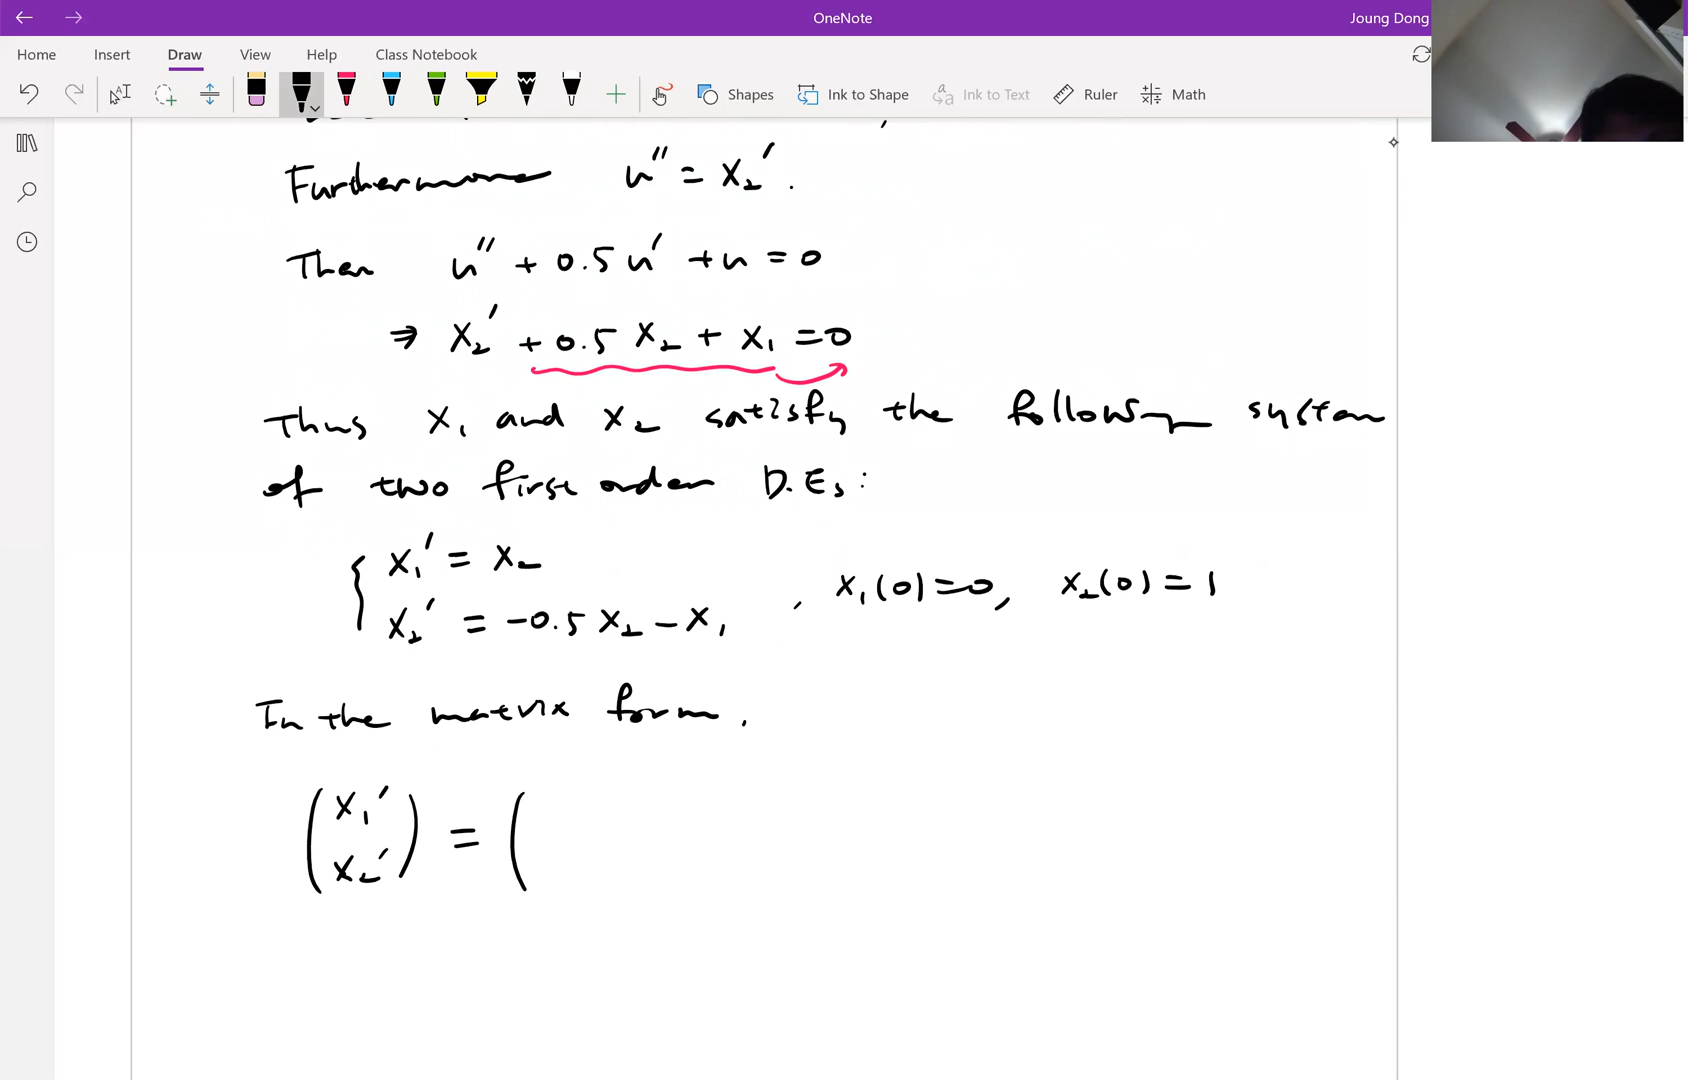 OneNote
Joung Dong
Home Insert Draw View Help Class Notebook
Shapes Ink to Shape Ink to Text Ruler Math
Furthermore u'' = x₂'.
Then u'' + 0.5u' + u = 0
⇒ x₂' + 0.5 x₂ + x₁ = 0
Thus x₁ and x₂ satisfy the following system
of two first order D.Es:
{ x₁' = x₂
x₂' = -0.5 x₂ - x₁ , x₁(0) = 0, x₂(0) = 1
In the matrix form,
( x₁'
x₂' ) = (